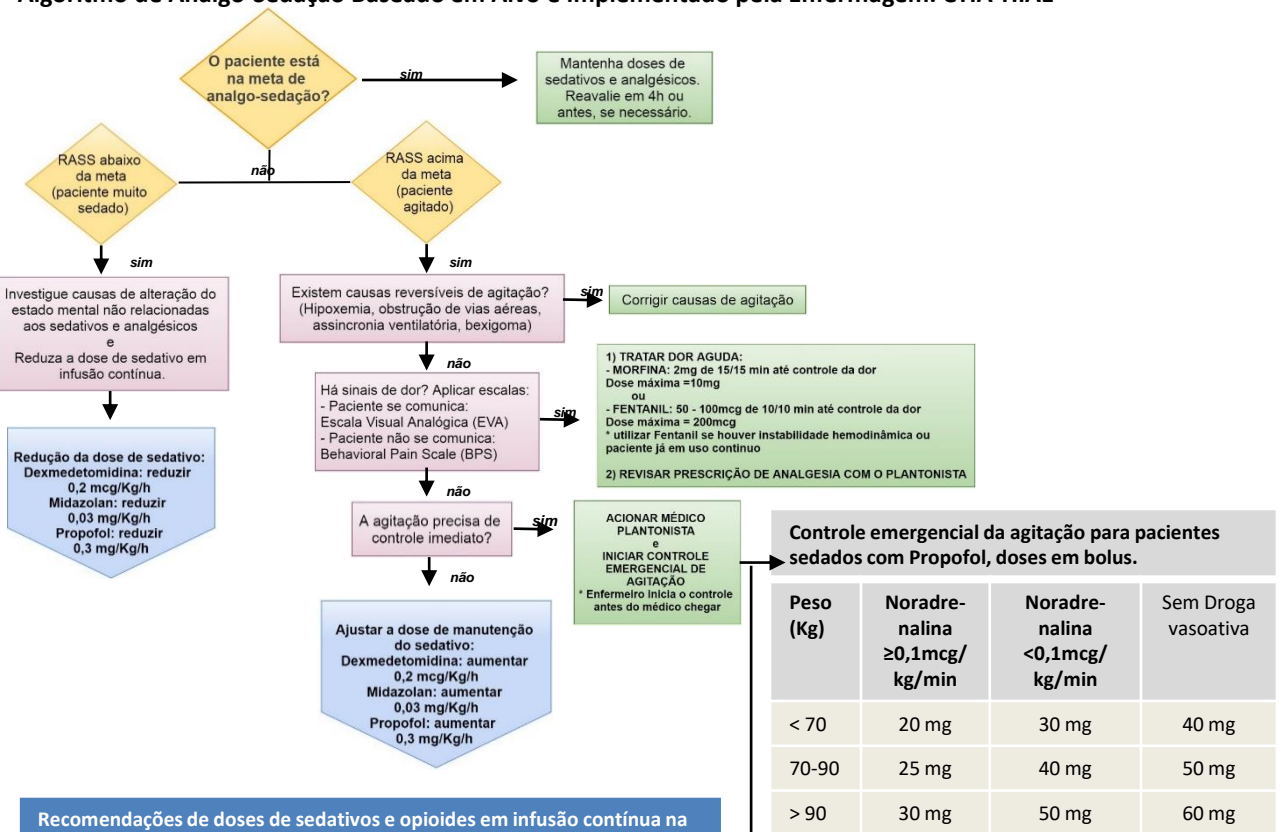 Algoritmo de Analgo-Sedação Baseado em Alvo e Implementado pela Enfermagem.
O paciente está
na meta de
analgo-sedação?
sim
Mantenha doses de
sedativos e analgésicos.
Reavalie em 4h ou
antes, se necessário.
não
RASS abaixo
da meta
(paciente muito
sedado)
RASS acima
da meta
(paciente
agitado)
sim
sim
Investigue causas de alteração do
estado mental não relacionadas
aos sedativos e analgésicos
e
Reduza a dose de sedativo em
infusão contínua.
Existem causas reversíveis de agitação?
(Hipoxemia, obstrução de vias aéreas,
assincronia ventilatória, bexigoma)
sim
Corrigir causas de agitação
não
Há sinais de dor? Aplicar escalas:
- Paciente se comunica:
Escala Visual Analógica (EVA)
- Paciente não se comunica:
Behavioral Pain Scale (BPS)
sim
1) TRATAR DOR AGUDA:
- MORFINA: 2mg de 15/15 min até controle da dor
Dose máxima =10mg
ou
- FENTANIL: 50 - 100mcg de 10/10 min até controle da dor
Dose máxima = 200mcg
* utilizar Fentanil se houver instabilidade hemodinâmica ou
paciente já em uso continuo
2) REVISAR PRESCRIÇÃO DE ANALGESIA COM O PLANTONISTA
Redução da dose de sedativo:
Dexmedetomidina: reduzir
0,2 mcg/Kg/h
Midazolan: reduzir
0,03 mg/Kg/h
Propofol: reduzir
0,3 mg/Kg/h
não
A agitação precisa de
controle imediato?
sim
ACIONAR MÉDICO
PLANTONISTA
e
INICIAR CONTROLE
EMERGENCIAL DE
AGITAÇÃO
* Enfermeiro inicia o controle
antes do médico chegar
não
Ajustar a dose de manutenção
do sedativo:
Dexmedetomidina: aumentar
0,2 mcg/Kg/h
Midazolan: aumentar
0,03 mg/Kg/h
Propofol: aumentar
0,3 mg/Kg/h
Controle emergencial da agitação para pacientes
sedados com Propofol, doses em bolus.
Peso
(Kg)
Noradre-
nalina
≥0,1mcg/
kg/min
Noradre-
nalina
<0,1mcg/
kg/min
Sem Droga
vasoativa
< 70 20 mg 30 mg 40 mg
70-90 25 mg 40 mg 50 mg
> 90 30 mg 50 mg 60 mg
Recomendações de doses de sedativos e opioides em infusão contínua na